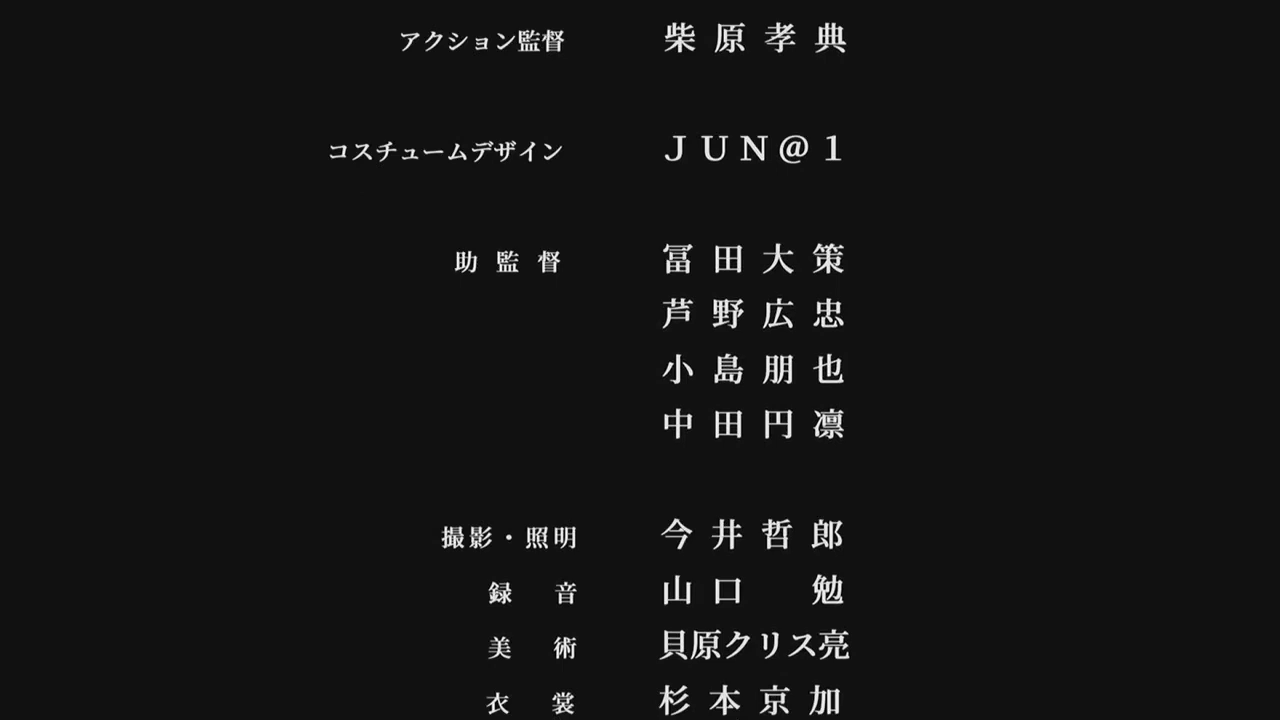 アクション監督　柴原孝典
コスチュームデザイン　JUN@1
助監督　冨田大策
芦野広忠
小島朋也
中田円凛
撮影・照明　今井哲郎
録音　山口　勉
美術　貝原クリス亮
衣裳　杉本京加